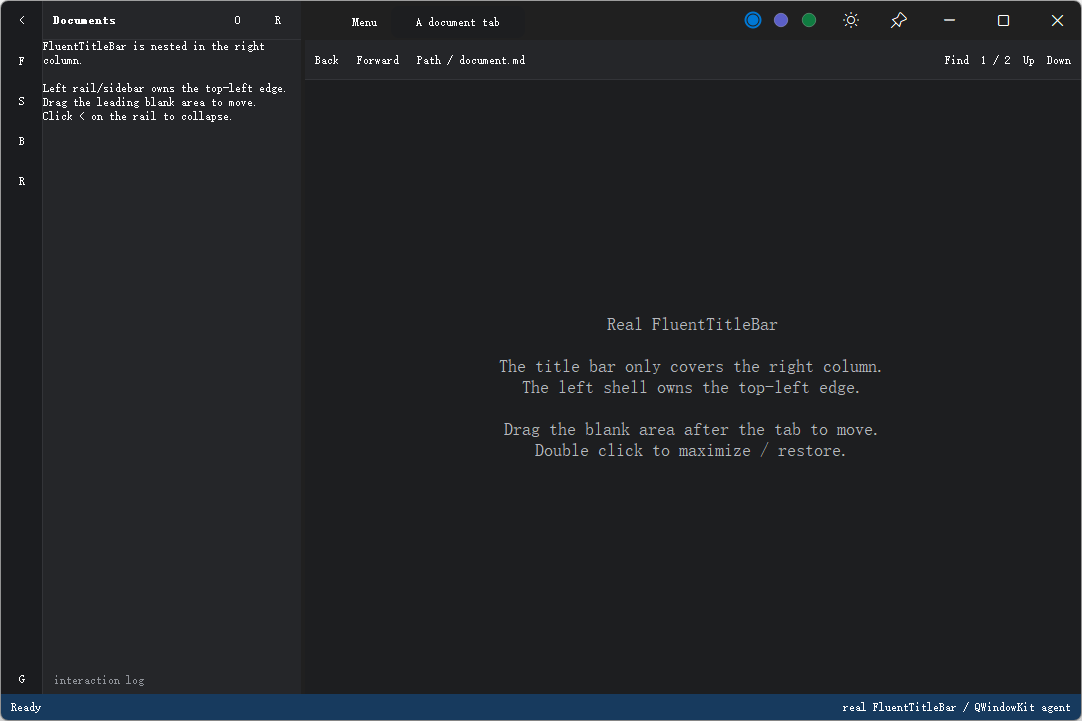 Documents O R
Menu A document tab
FluentTitleBar is nested in the right
column.
Left rail/sidebar owns the top-left edge.
Drag the leading blank area to move.
Click < on the rail to collapse.
F
S
B
R
G
interaction log
Back Forward Path / document.md
Find 1 / 2 Up Down
Real FluentTitleBar
The title bar only covers the right column.
The left shell owns the top-left edge.
Drag the blank area after the tab to move.
Double click to maximize / restore.
Ready
real FluentTitleBar / QWindowKit agent